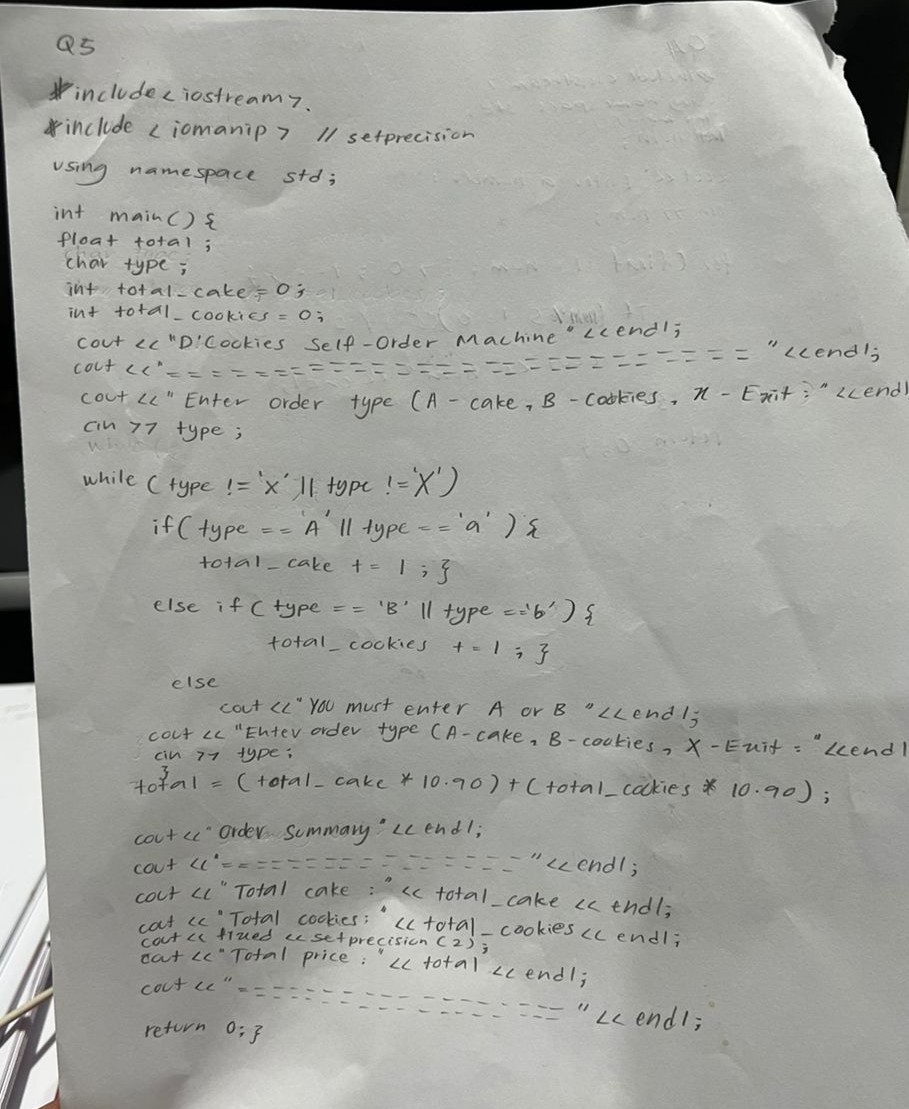 Q5
#include<iostream>.
#include <iomanip> // setprecision
using namespace std;
int main(){
float total;
char type;
int total_cake = 0;
int total_cookies = 0;
cout << "D'Cookies Self-Order Machine" << endl;
cout << "============================" << endl;
cout << "Enter order type (A - cake, B - Cookies, X - Exit : " << endl
cin >> type;
while (type != 'x' || type != 'X')
if( type == 'A' || type == 'a' ) {
total_cake += 1 ; }
else if( type == 'B' || type == 'b' ) {
total_cookies += 1 ; }
else
cout << "You must enter A or B " << endl;
cout << "Enter order type (A-cake, B-cookies, X-Exit : " << endl
cin >> type;
}
total = (total_cake * 10.90) + (total_cookies * 10.90) ;
cout << "Order Summary" << endl;
cout << "==================" << endl;
cout << "Total cake : " << total_cake << endl;
cout << "Total cookies : " << total_cookies << endl;
cout << fixed << setprecision(2);
cout << "Total price : " << total << endl;
cout << "====================" << endl;
return 0; }